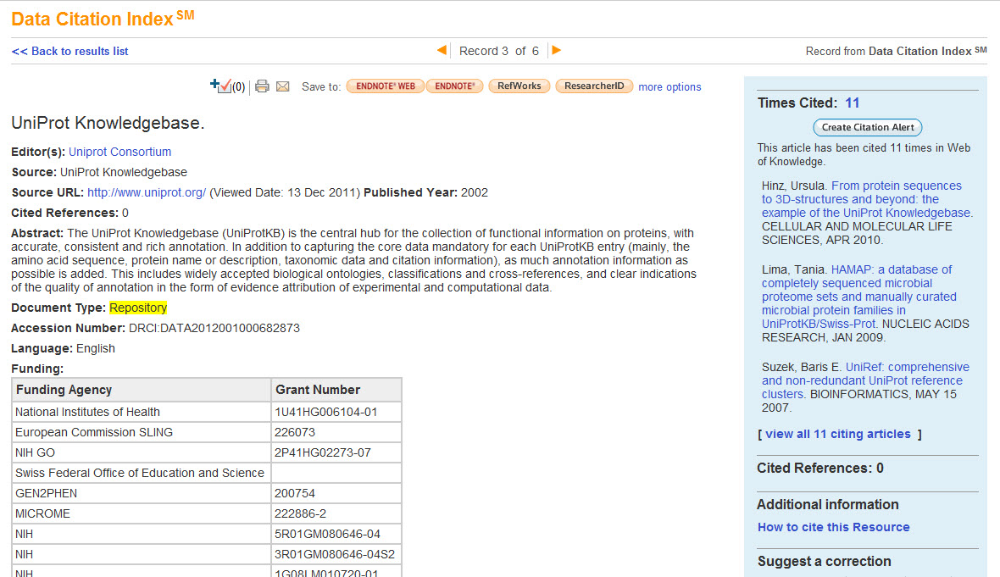 Data Citation Index SM
<< Back to results list
Record 3 of 6
Record from Data Citation Index SM
(0)
Save to:
ENDNOTE® WEB
ENDNOTE®
RefWorks
ResearcherID
more options
UniProt Knowledgebase.
Editor(s): Uniprot Consortium
Source: UniProt Knowledgebase
Source URL: http://www.uniprot.org/ (Viewed Date: 13 Dec 2011) Published Year: 2002
Cited References: 0
Abstract: The UniProt Knowledgebase (UniProtKB) is the central hub for the collection of functional information on proteins, with
accurate, consistent and rich annotation. In addition to capturing the core data mandatory for each UniProtKB entry (mainly, the
amino acid sequence, protein name or description, taxonomic data and citation information), as much annotation information as
possible is added. This includes widely accepted biological ontologies, classifications and cross-references, and clear indications
of the quality of annotation in the form of evidence attribution of experimental and computational data.
Document Type: Repository
Accession Number: DRCI:DATA2012001000682873
Language: English
Funding:
Funding Agency Grant Number
National Institutes of Health 1U41HG006104-01
European Commission SLING 226073
NIH GO 2P41HG02273-07
Swiss Federal Office of Education and Science
GEN2PHEN 200754
MICROME 222886-2
NIH 5R01GM080646-04
NIH 3R01GM080646-04S2
NIH 1G08LM010720-01
Times Cited: 11
Create Citation Alert
This article has been cited 11 times in Web
of Knowledge.
Hinz, Ursula. From protein sequences
to 3D-structures and beyond: the
example of the UniProt Knowledgebase.
CELLULAR AND MOLECULAR LIFE
SCIENCES, APR 2010.
Lima, Tania. HAMAP: a database of
completely sequenced microbial
proteome sets and manually curated
microbial protein families in
UniProtKB/Swiss-Prot. NUCLEIC ACIDS
RESEARCH, JAN 2009.
Suzek, Baris E. UniRef: comprehensive
and non-redundant UniProt reference
clusters. BIOINFORMATICS, MAY 15
2007.
[ view all 11 citing articles ]
Cited References: 0
Additional information
How to cite this Resource
Suggest a correction